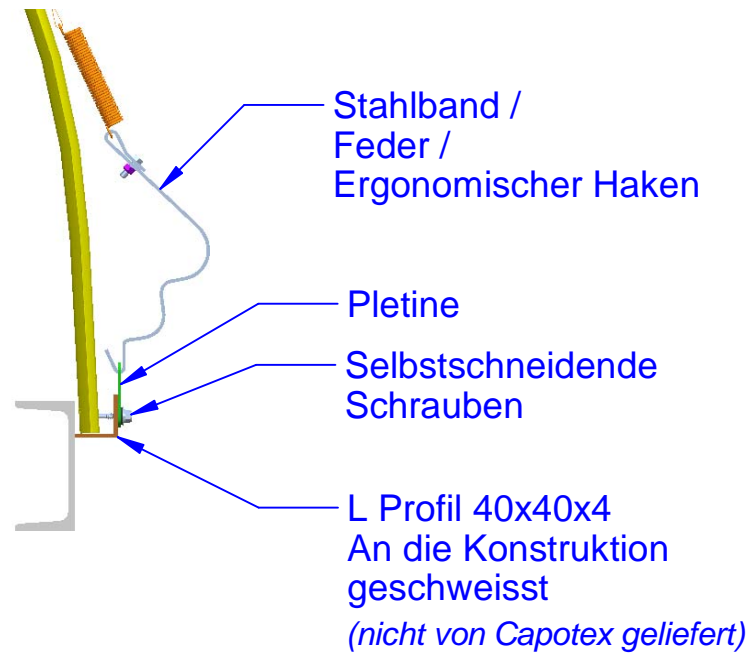 Stahlband /
Feder /
Ergonomischer Haken
Pletine
Selbstschneidende
Schrauben
L Profil 40x40x4
An die Konstruktion
geschweisst
(nicht von Capotex geliefert)